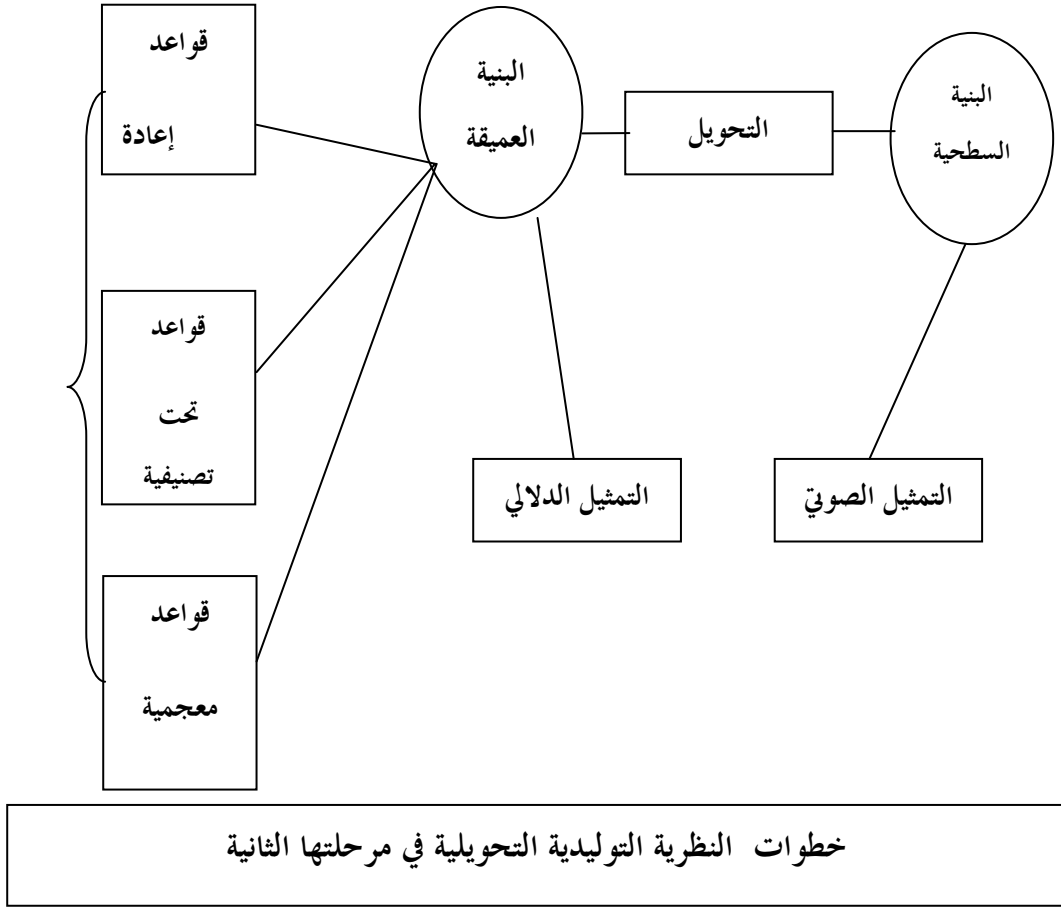 قواعد
إعادة
البنية
العميقة
التحويل
البنية
السطحية
قواعد
تحت
تصنيفية
التمثيل الدلالي
التمثيل الصوتيّ
قواعد
معجمية
خطوات النظرية التوليدية التحويلية في مرحلتها الثانية